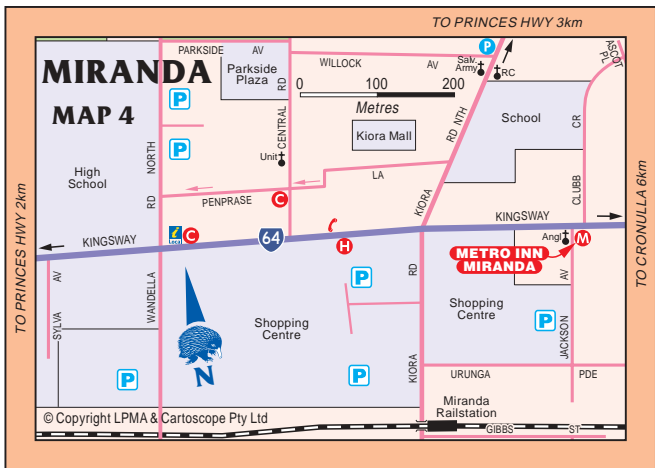 TO PRINCES HWY 3km
MIRANDA
MAP 4
PARKSIDE AV
Parkside
Plaza
WILLOCK AV
P
Salv.
Army
RC
ASCOT PL
0 100 200
Metres
P
P
CENTRAL RD
Unit
Kiora Mall
KIORA RD NTH
School
CLUBB CR
High
School
WANDELLA RD NORTH
PENPRASE LA
C
i
Local
C
KINGSWAY
64
H
KINGSWAY
TO PRINCES HWY 2km
TO CRONULLA 6km
Angl
M
METRO INN
MIRANDA
SYLVA AV
P
Shopping
Centre
KIORA RD
Shopping
Centre
P
JACKSON AV
N
P
P
URUNGA PDE
Miranda
Railstation
GIBBS ST
© Copyright LPMA & Cartoscope Pty Ltd